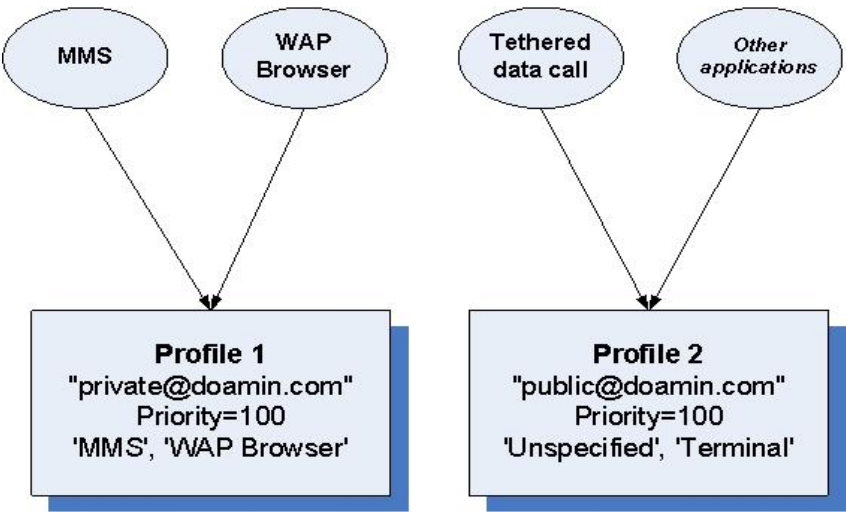 MMS
WAP
Browser
Tethered
data call
Other
applications
Profile 1
"private@doamin.com"
Priority=100
'MMS', 'WAP Browser'
Profile 2
"public@doamin.com"
Priority=100
'Unspecified', 'Terminal'